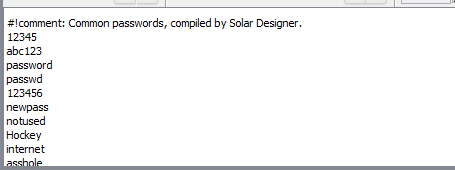 #!comment: Common passwords, compiled by Solar Designer.
12345
abc123
password
passwd
123456
newpass
notused
Hockey
internet
asshole